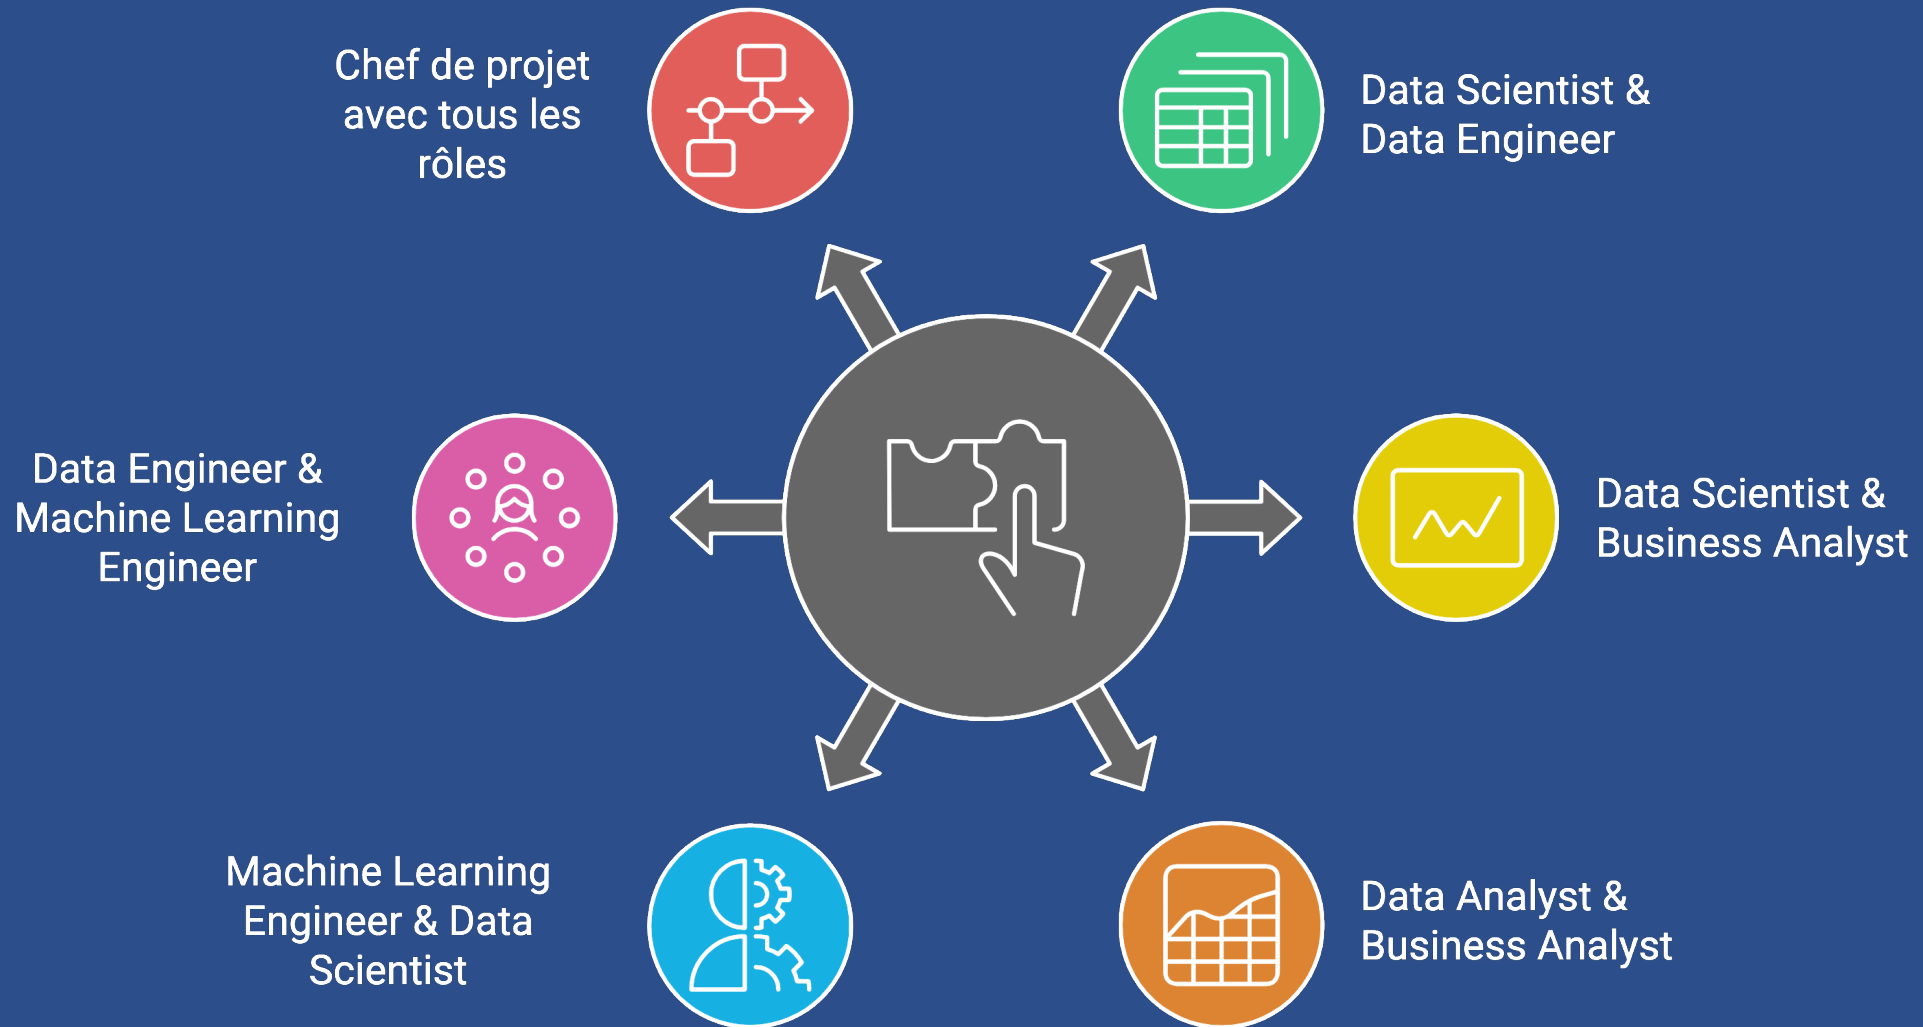 Chef de projet
avec tous les
rôles
Data Scientist &
Data Engineer
Data Engineer &
Machine Learning
Engineer
Data Scientist &
Business Analyst
Machine Learning
Engineer & Data
Scientist
Data Analyst &
Business Analyst